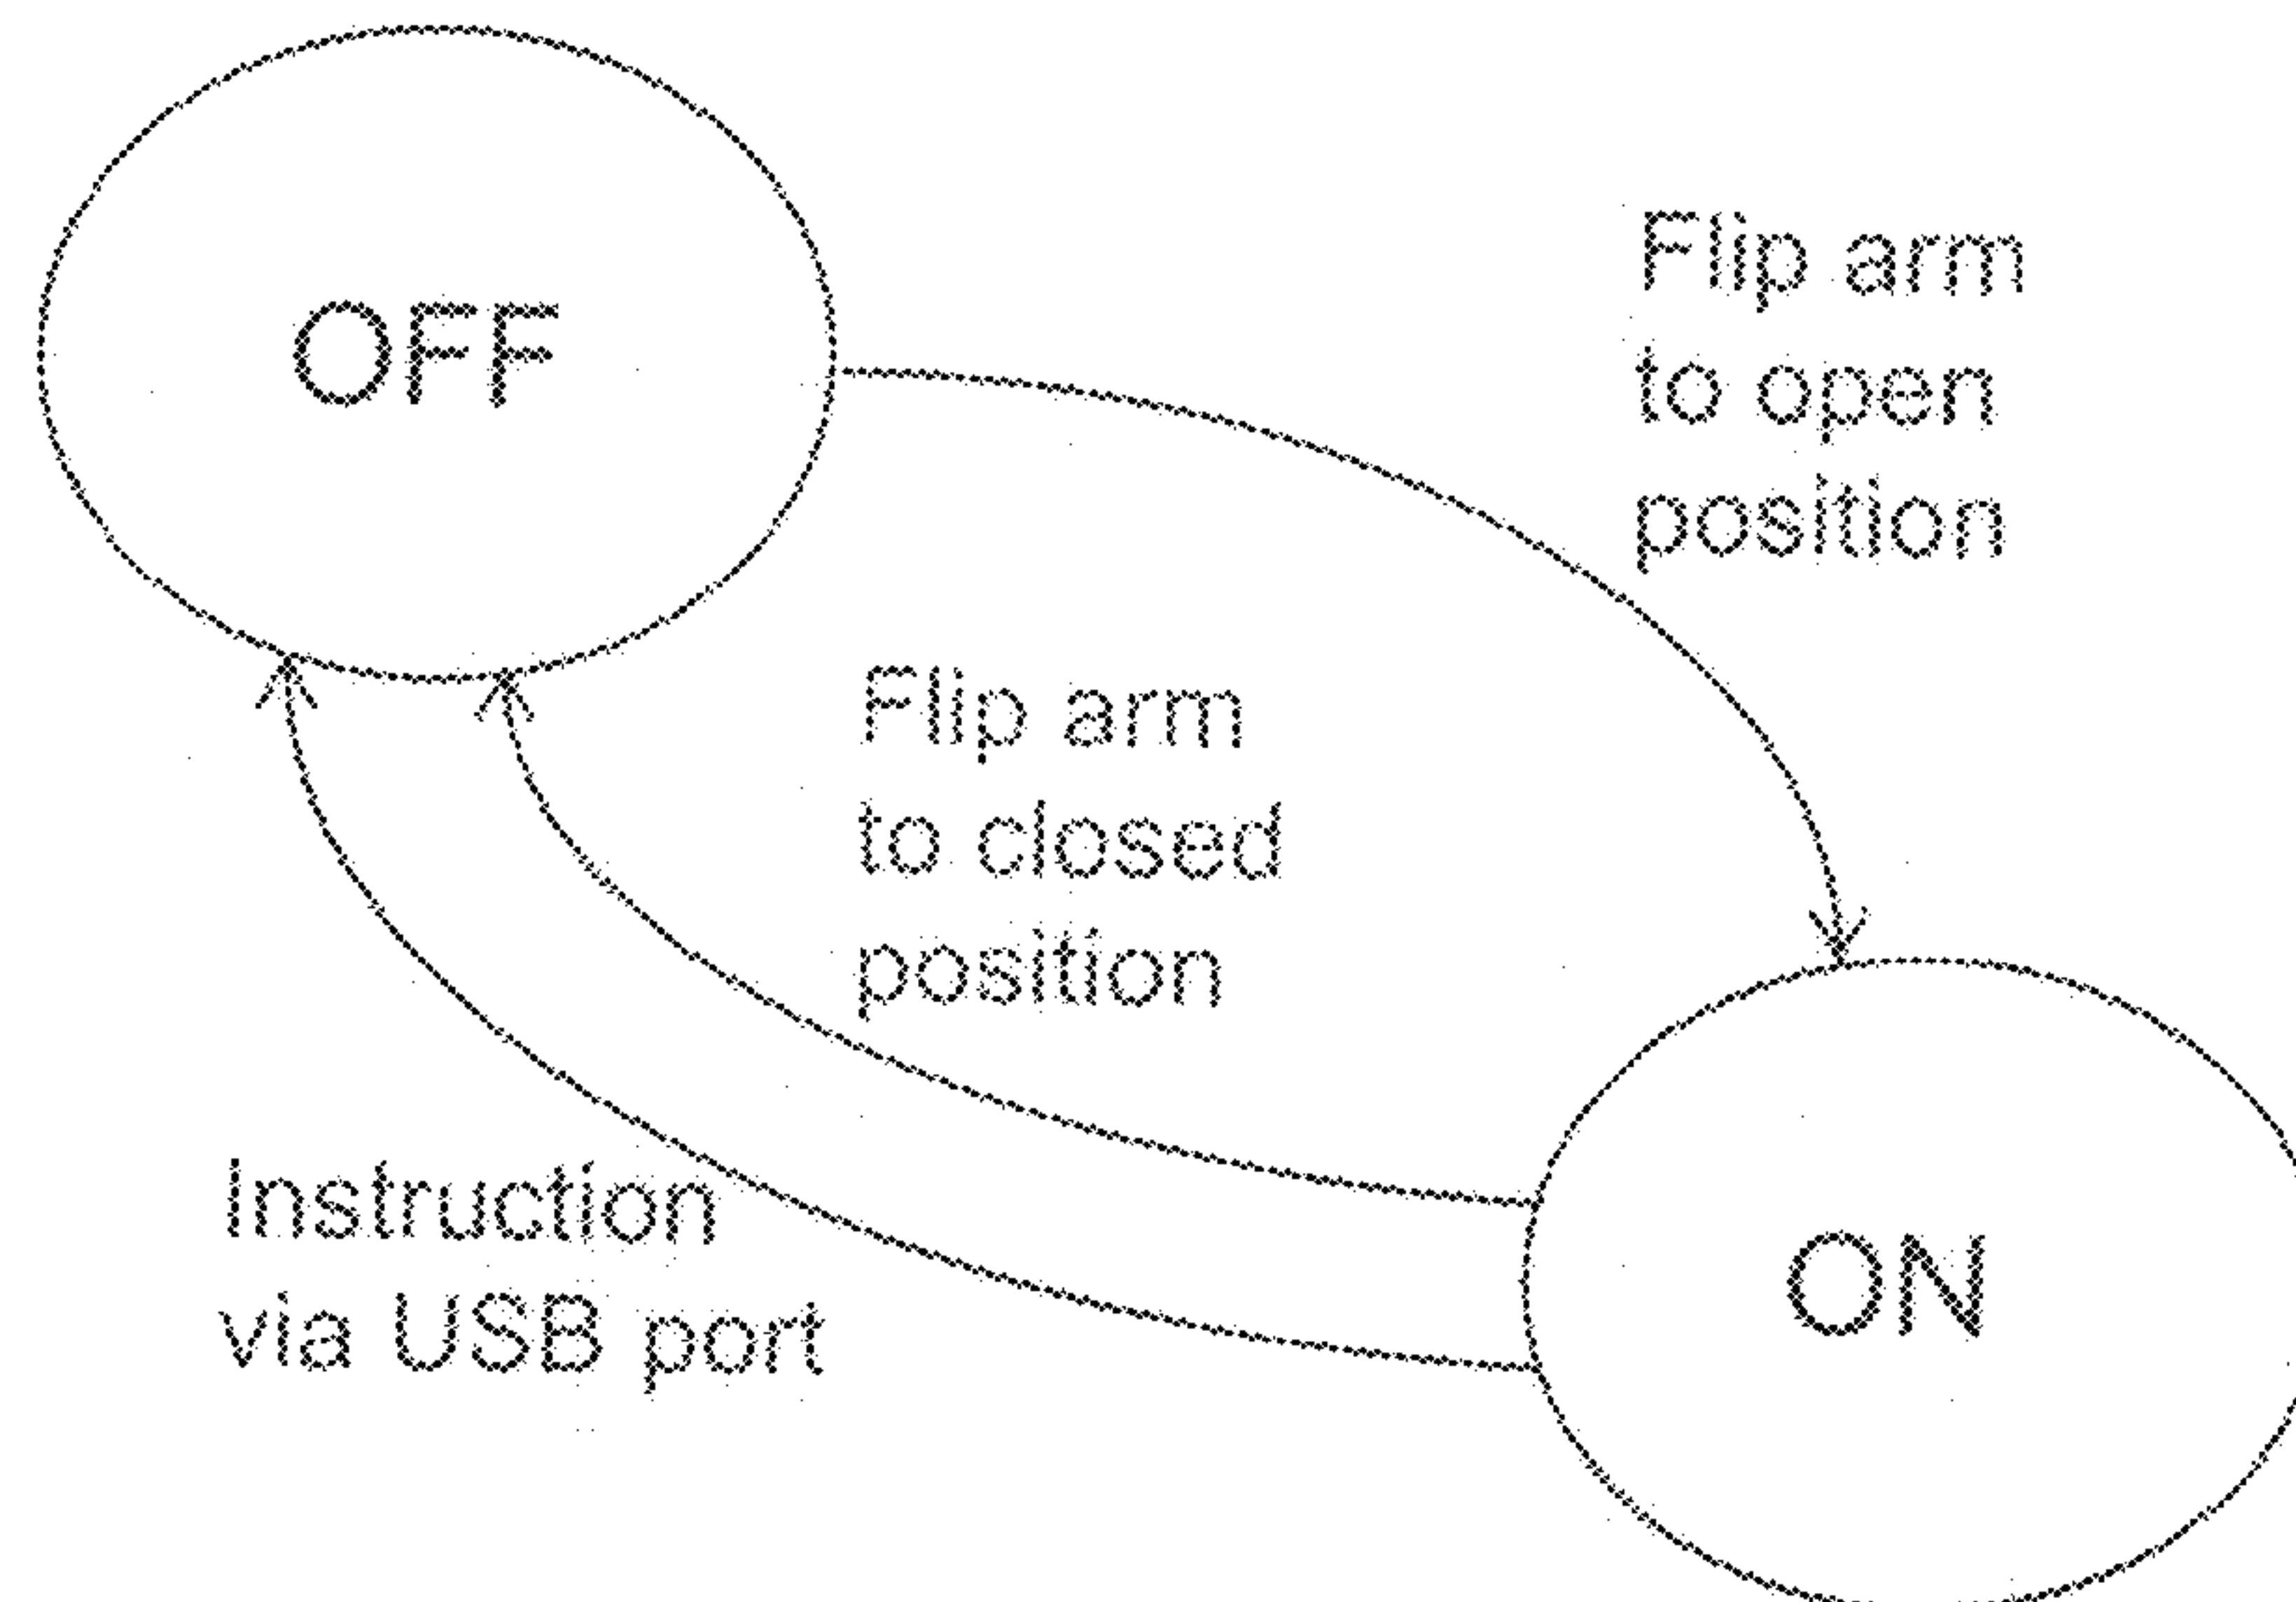 OFF
Flip arm
to open
position
Flip arm
to closed
position
Instruction
via USB port
ON